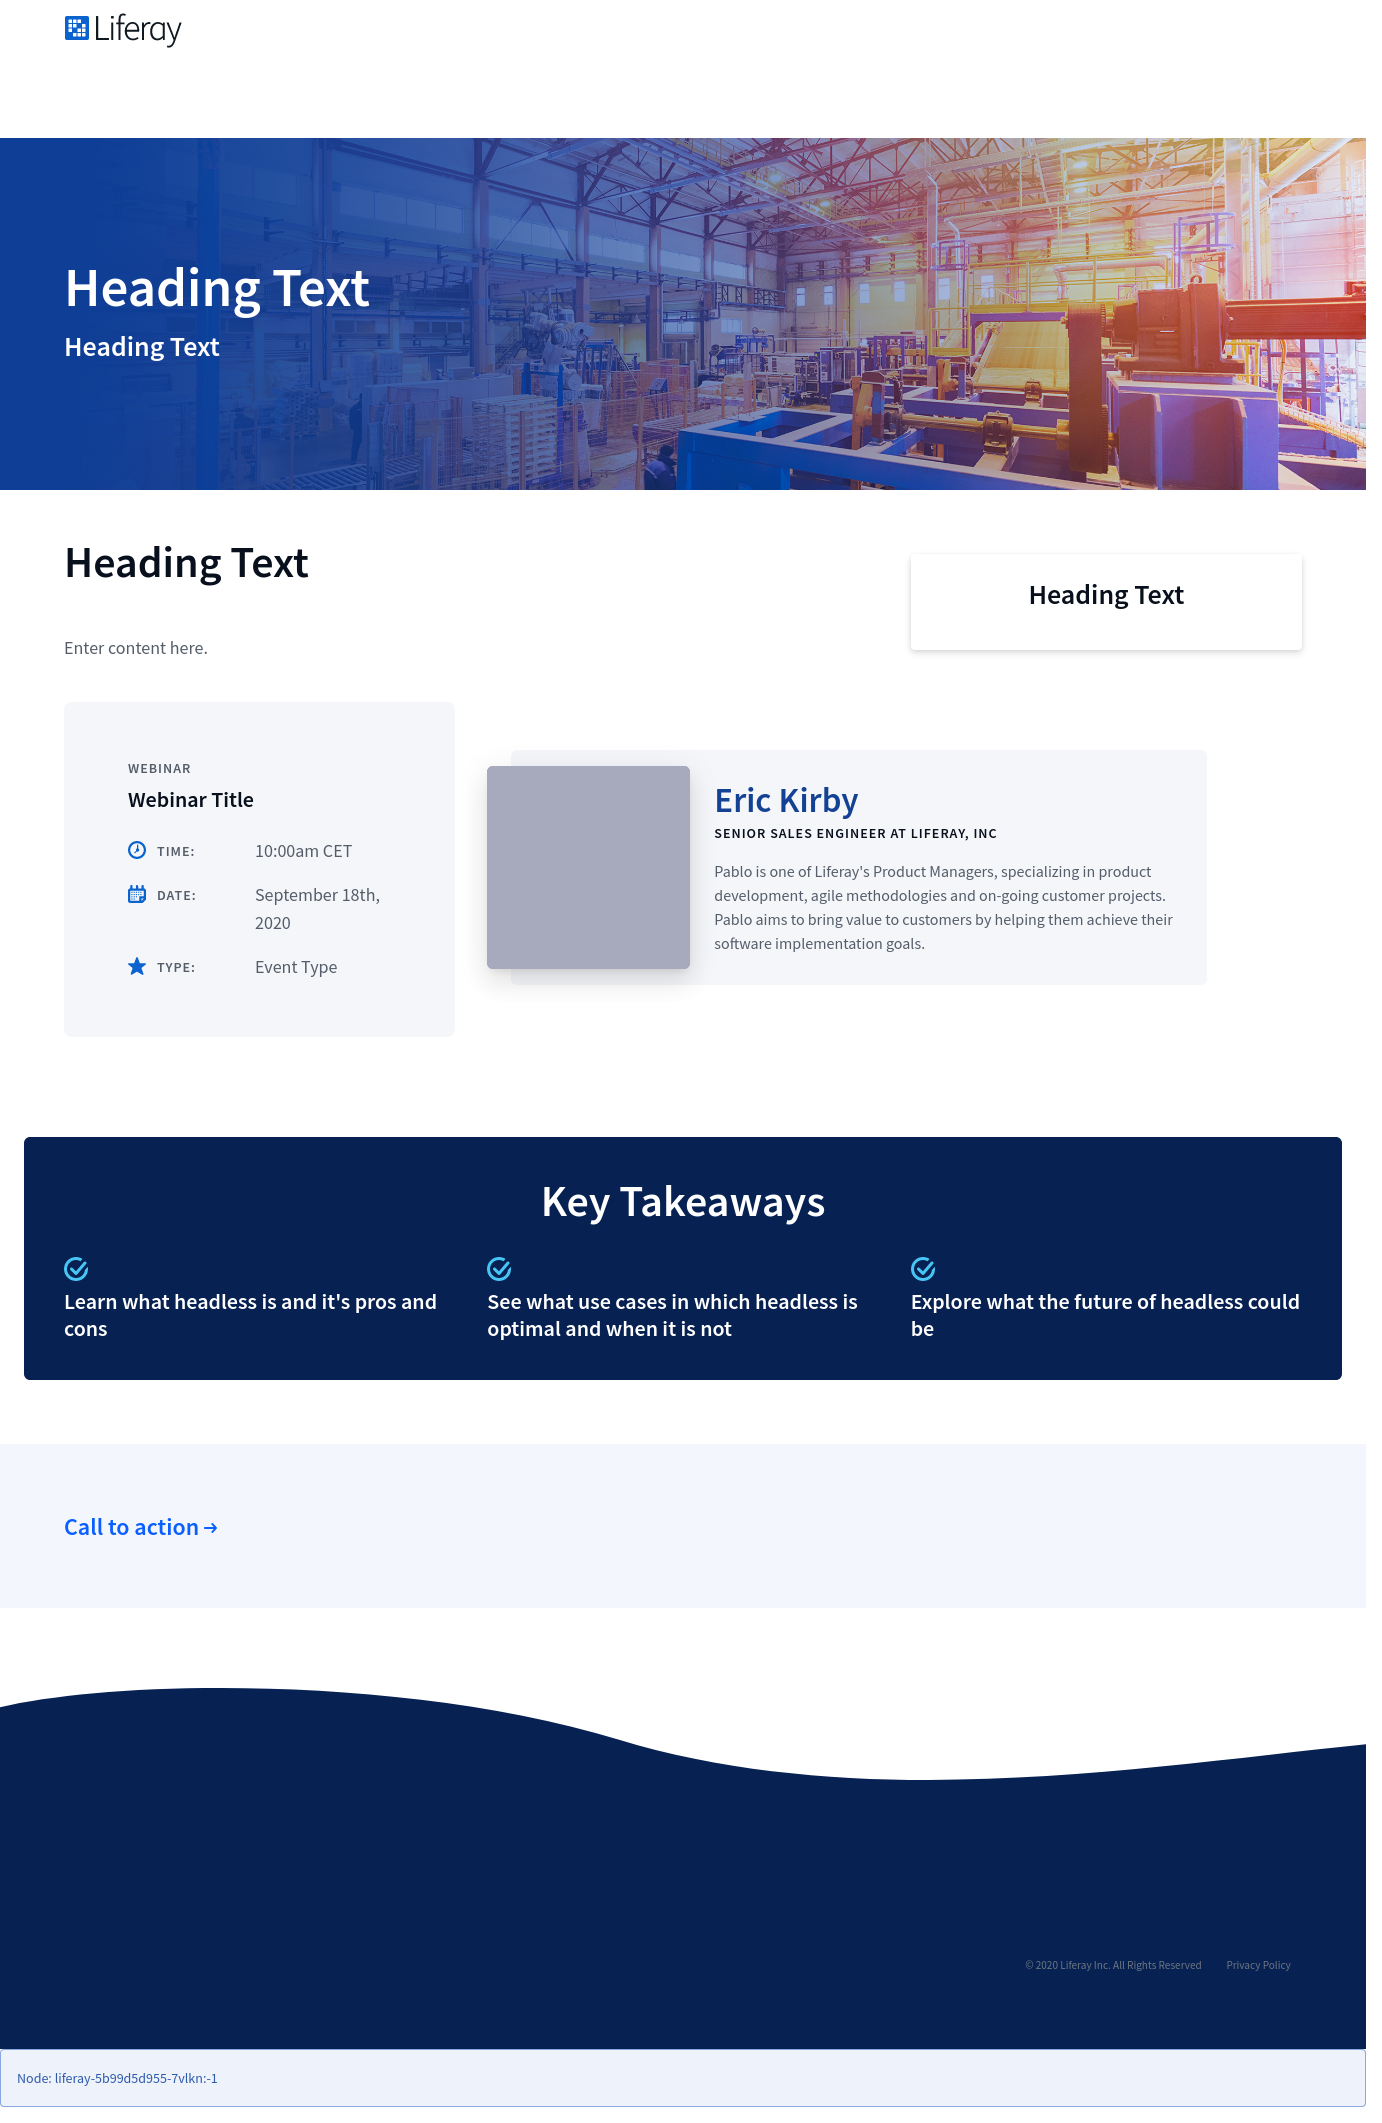 Liferay
Heading Text
Heading Text
Heading Text
Heading Text
Enter content here.
WEBINAR
Webinar Title
TIME: 10:00am CET
DATE: September 18th,
2020
TYPE: Event Type
Eric Kirby
SENIOR SALES ENGINEER AT LIFERAY, INC
Pablo is one of Liferay's Product Managers, specializing in product
development, agile methodologies and on-going customer projects.
Pablo aims to bring value to customers by helping them achieve their
software implementation goals.
Key Takeaways
Learn what headless is and it's pros and
cons
See what use cases in which headless is
optimal and when it is not
Explore what the future of headless could
be
Call to action →
© 2020 Liferay Inc. All Rights Reserved Privacy Policy
Node: liferay-5b99d5d955-7vlkn:-1